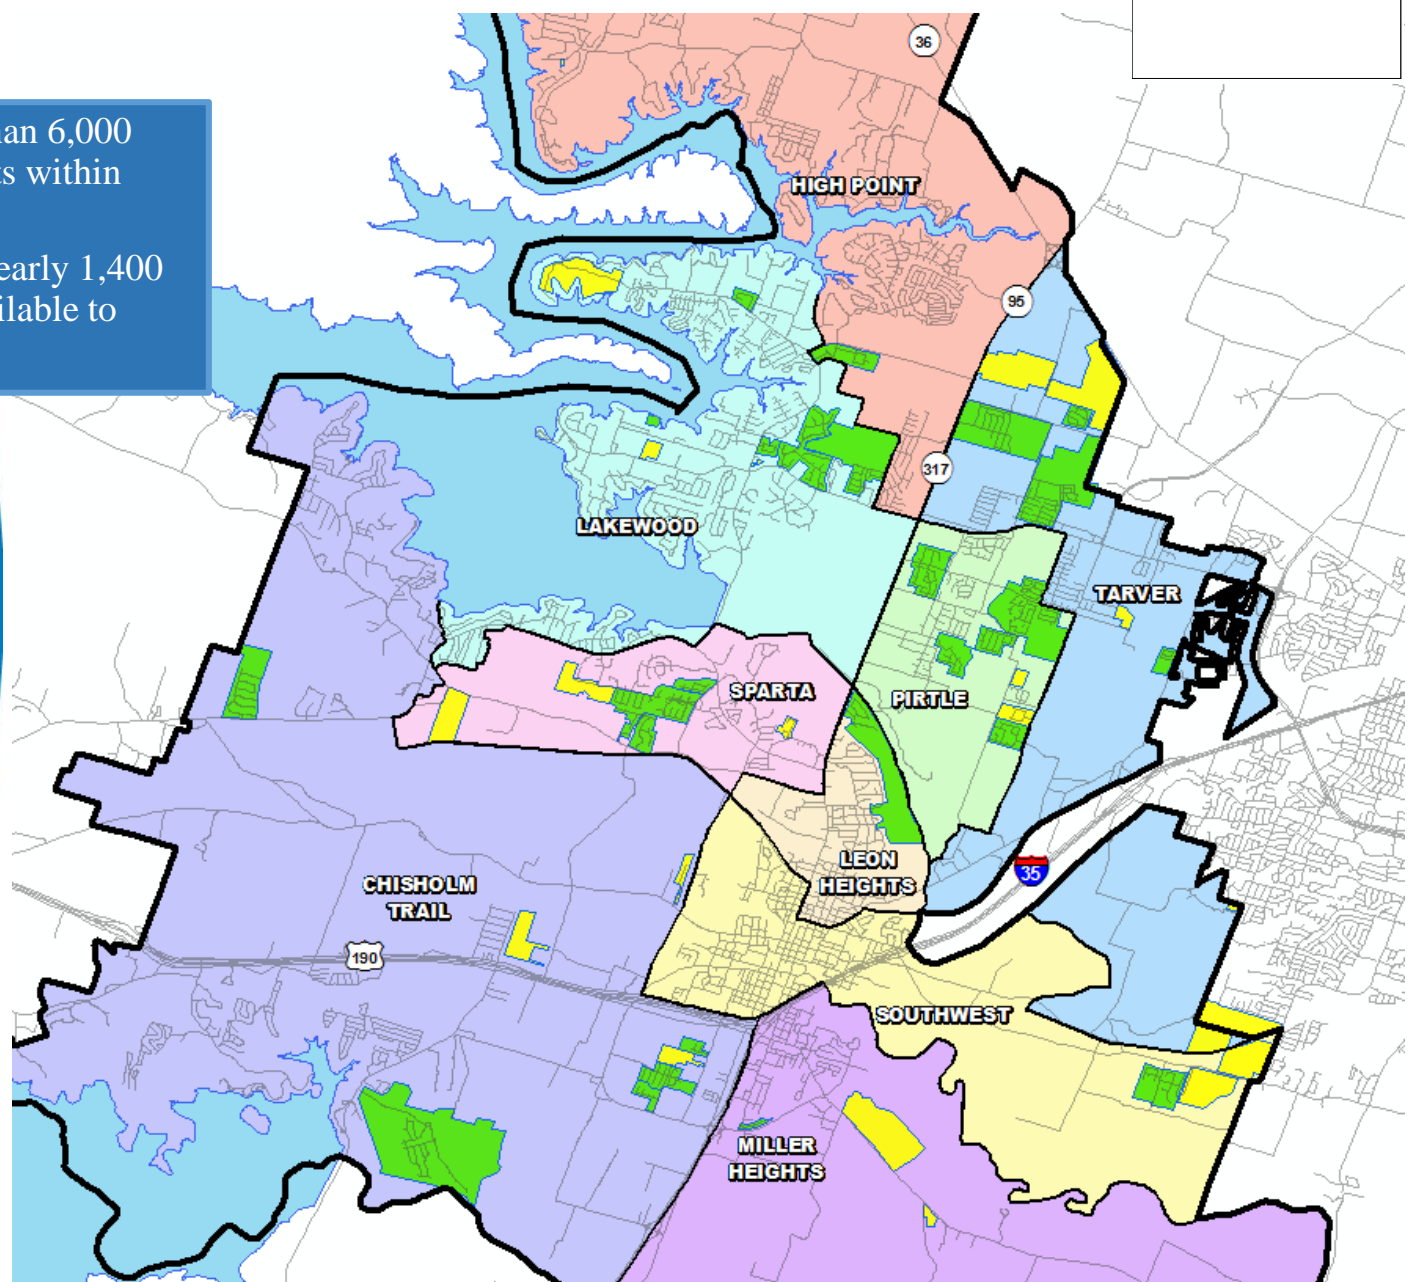 36
an 6,000
s within
HIGH POINT
early 1,400
ilable to
95
317
LAKEWOOD
TARVER
SPARTA
PIRTLE
LEON
HEIGHTS
35
CHISHOLM
TRAIL
190
SOUTHWEST
MILLER
HEIGHTS